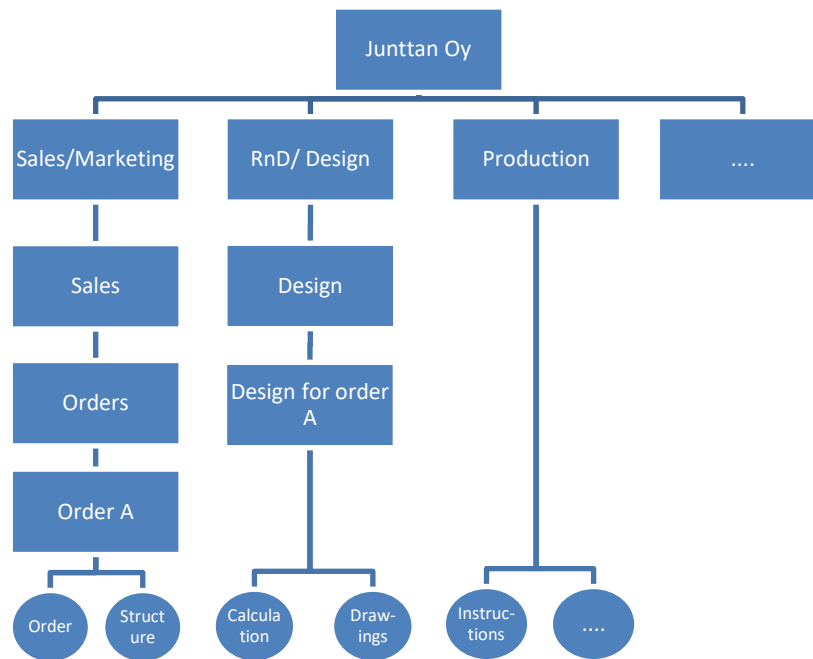 Junttan Oy
Sales/Marketing
RnD/ Design
Production
....
Sales
Design
Orders
Design for order
A
Order A
Order
Struct
ure
Calcula
tion
Draw-
ings
Instruc-
tions
....